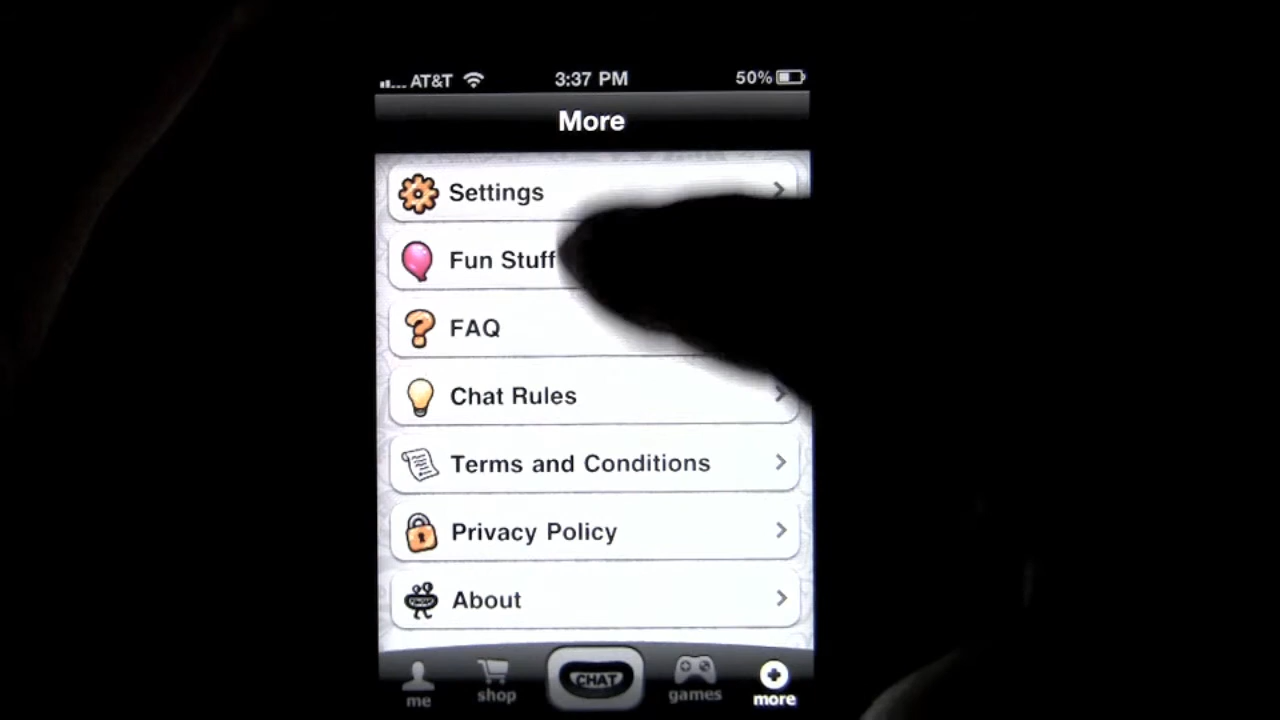 AT&T 3:37 PM 50%
More
Settings
Fun Stuff
FAQ
Chat Rules
Terms and Conditions
Privacy Policy
About
me shop CHAT games more